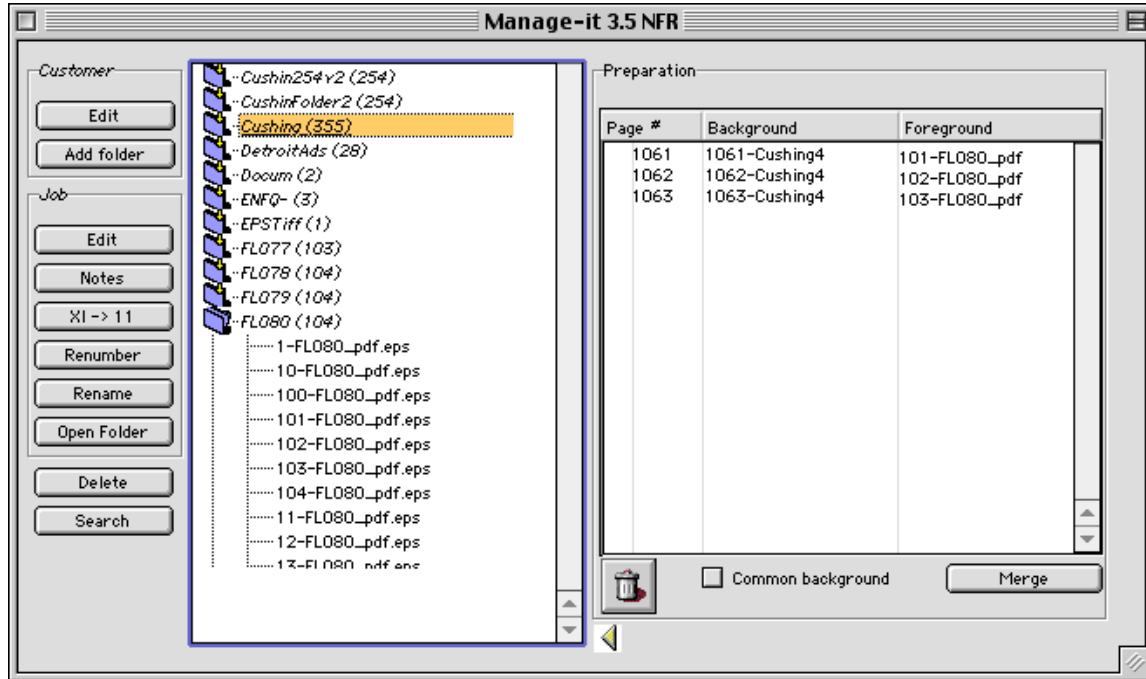 Manage-it 3.5 NFR
Customer
Edit
Add folder
Job
Edit
Notes
XI -> 11
Renumber
Rename
Open Folder
Delete
Search
Cushin254v2 (254)
CushinFolder2 (254)
Cushing (355)
DetroitAds (28)
Docum (2)
ENFQ- (3)
EPSTiff (1)
FL077 (103)
FL078 (104)
FL079 (104)
FL080 (104)
1-FL080_pdf.eps
10-FL080_pdf.eps
100-FL080_pdf.eps
101-FL080_pdf.eps
102-FL080_pdf.eps
103-FL080_pdf.eps
104-FL080_pdf.eps
11-FL080_pdf.eps
12-FL080_pdf.eps
13-FL080_pdf.eps
Preparation
Page # Background Foreground
1061 1061-Cushing4 101-FL080_pdf
1062 1062-Cushing4 102-FL080_pdf
1063 1063-Cushing4 103-FL080_pdf
Common background
Merge